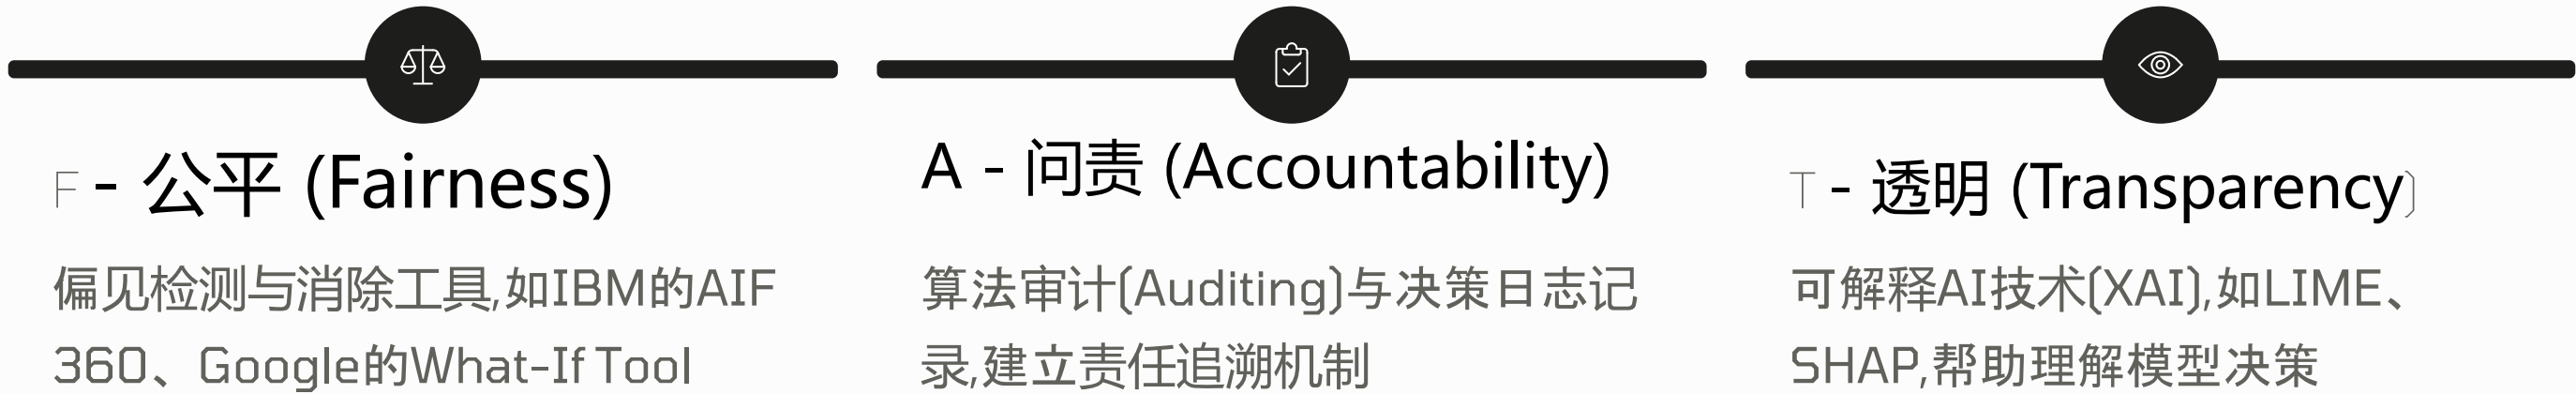 F - 公平 (Fairness)
偏见检测与消除工具,如IBM的AIF
360、Google的What-If Tool
A - 问责 (Accountability)
算法审计(Auditing)与决策日志记
录,建立责任追溯机制
T - 透明 (Transparency)
可解释AI技术(XAI),如LIME、
SHAP,帮助理解模型决策